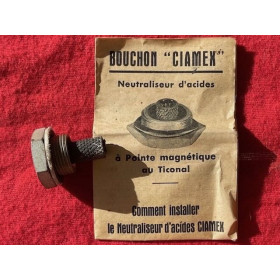 BOUCHON "CIAMEX"
Neutraliseur d'acides
à Pointe magnétique
au Ticonal
Comment installer
le Neutraliseur d'acides CIAMEX